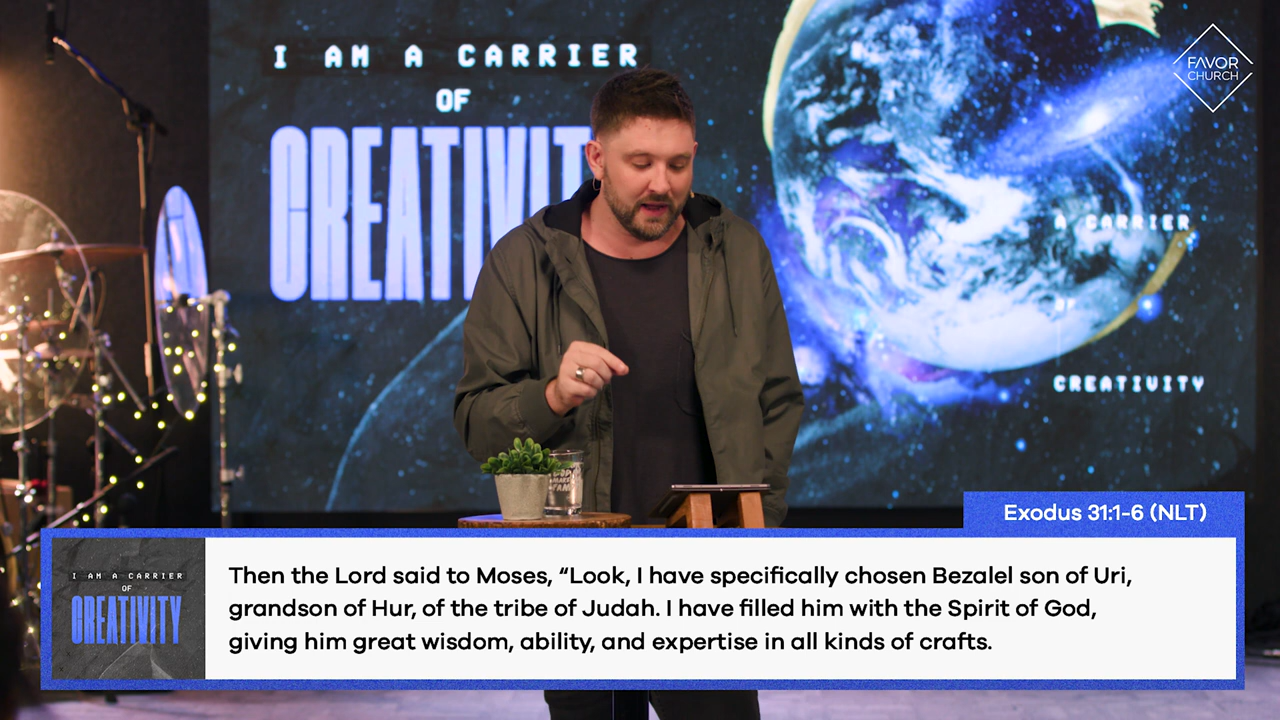 I AM A CARRIER
OF
CREATIVIT
FAVOR
CHURCH
A CARRIER
OF
CREATIVITY
Exodus 31:1-6 (NLT)
I AM A CARRIER
OF
CREATIVITY
Then the Lord said to Moses, “Look, I have specifically chosen Bezalel son of Uri,
grandson of Hur, of the tribe of Judah. I have filled him with the Spirit of God,
giving him great wisdom, ability, and expertise in all kinds of crafts.